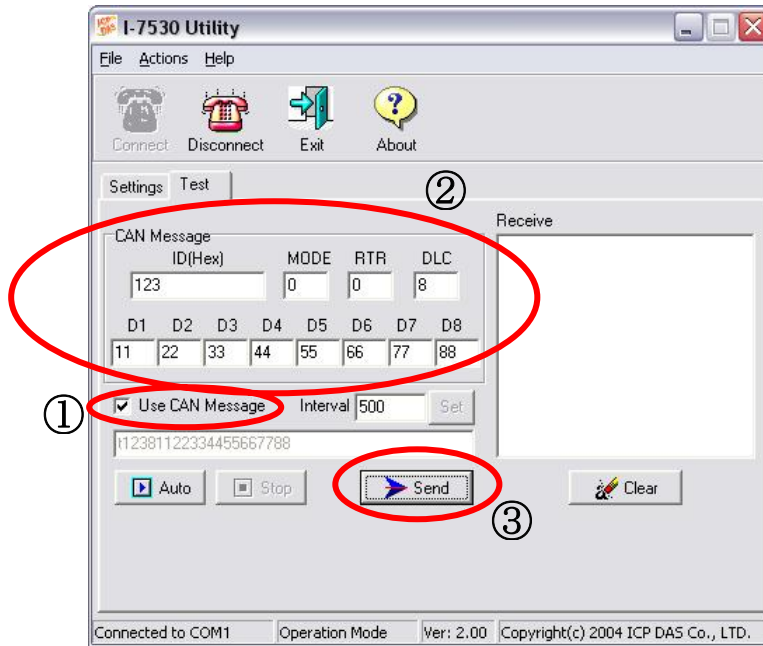 I-7530 Utility
File Actions Help
Connect Disconnect Exit About
Settings Test
②
Receive
CAN Message
ID(Hex) MODE RTR DLC
123 0 0 8
D1 D2 D3 D4 D5 D6 D7 D8
11 22 33 44 55 66 77 88
①
Use CAN Message Interval 500 Set
t12381122334455667788
Auto Stop Send Clear
③
Connected to COM1 Operation Mode Ver: 2.00 Copyright(c) 2004 ICP DAS Co., LTD.